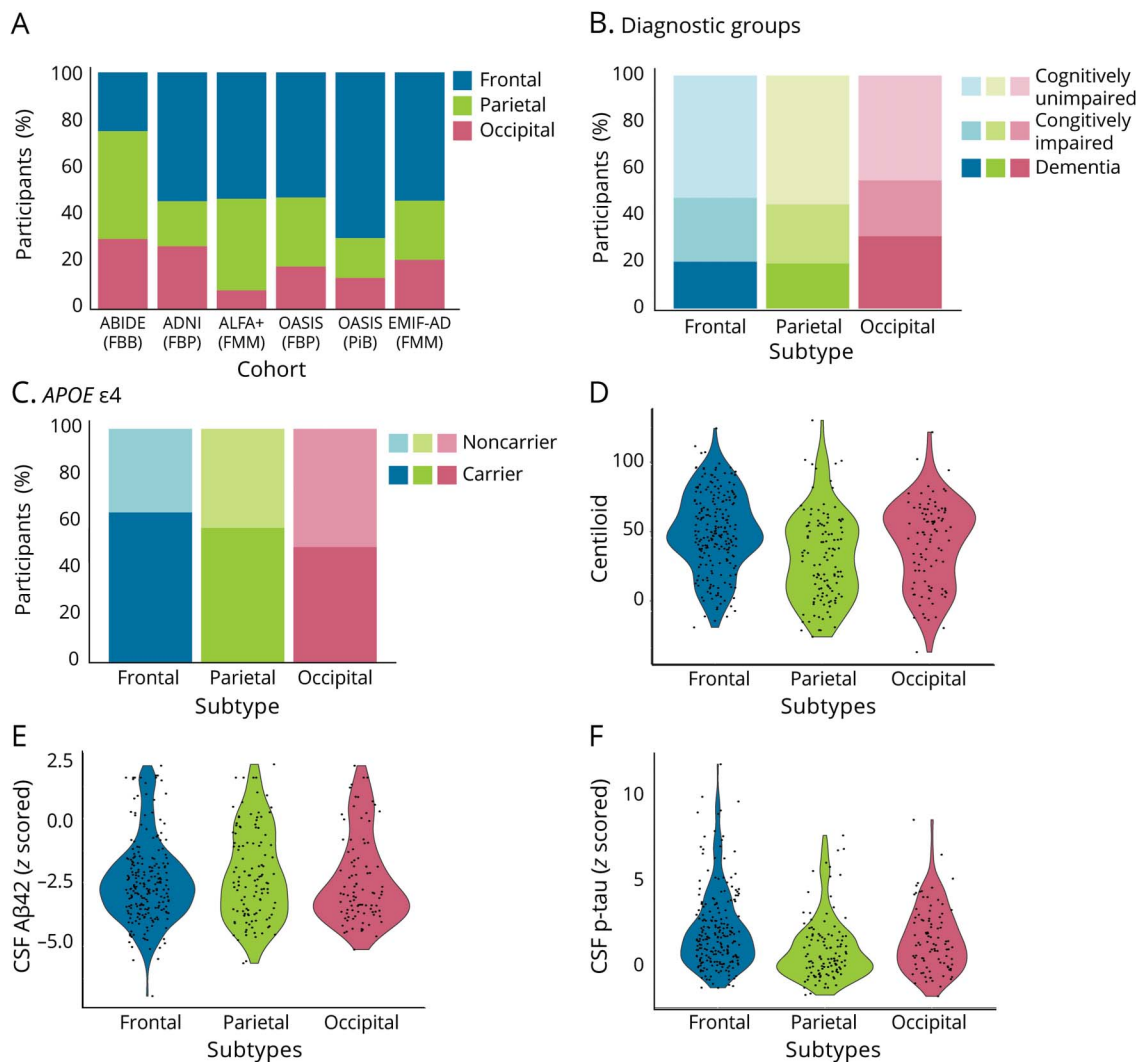 A
100
80
60
40
20
0
Participants (%)
Frontal
Parietal
Occipital
ABIDE (FBB)
ADNI (FBP)
ALFA+ (FMM)
OASIS (FBP)
OASIS (PiB)
EMIF-AD (FMM)
Cohort
B. Diagnostic groups
100
80
60
40
20
0
Participants (%)
Cognitively
unimpaired
Congitively
impaired
Dementia
Frontal Parietal Occipital
Subtype
C. APOE ε4
100
80
60
40
20
0
Participants (%)
Noncarrier
Carrier
Frontal Parietal Occipital
Subtype
D
100
50
0
Centiloid
Frontal Parietal Occipital
Subtypes
E
2.5
0.0
−2.5
−5.0
CSF Aβ42 (z scored)
Frontal Parietal Occipital
Subtypes
F
10
5
0
CSF p-tau (z scored)
Frontal Parietal Occipital
Subtypes